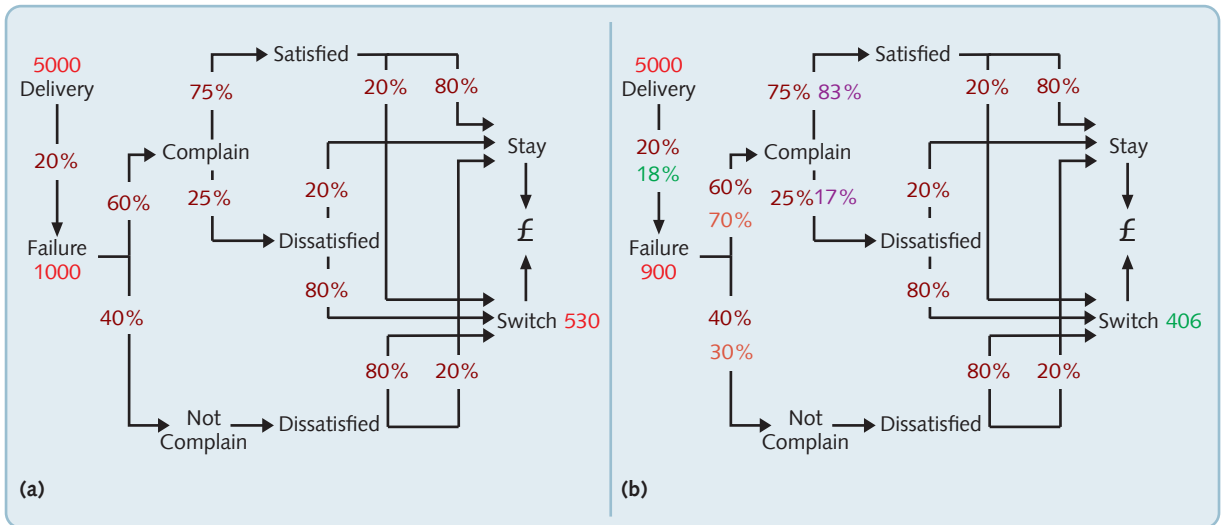 5000
Delivery
20%
Failure
1000
60%
40%
Complain
75%
25%
Satisfied
Dissatisfied
20%
80%
20%
80%
Not
Complain
Dissatisfied
80%
20%
Stay
£
Switch 530
(a)
5000
Delivery
20%
18%
Failure
900
60%
70%
40%
30%
Complain
75% 83%
25% 17%
Satisfied
Dissatisfied
20%
80%
20%
80%
Not
Complain
Dissatisfied
80%
20%
Stay
£
Switch 406
(b)